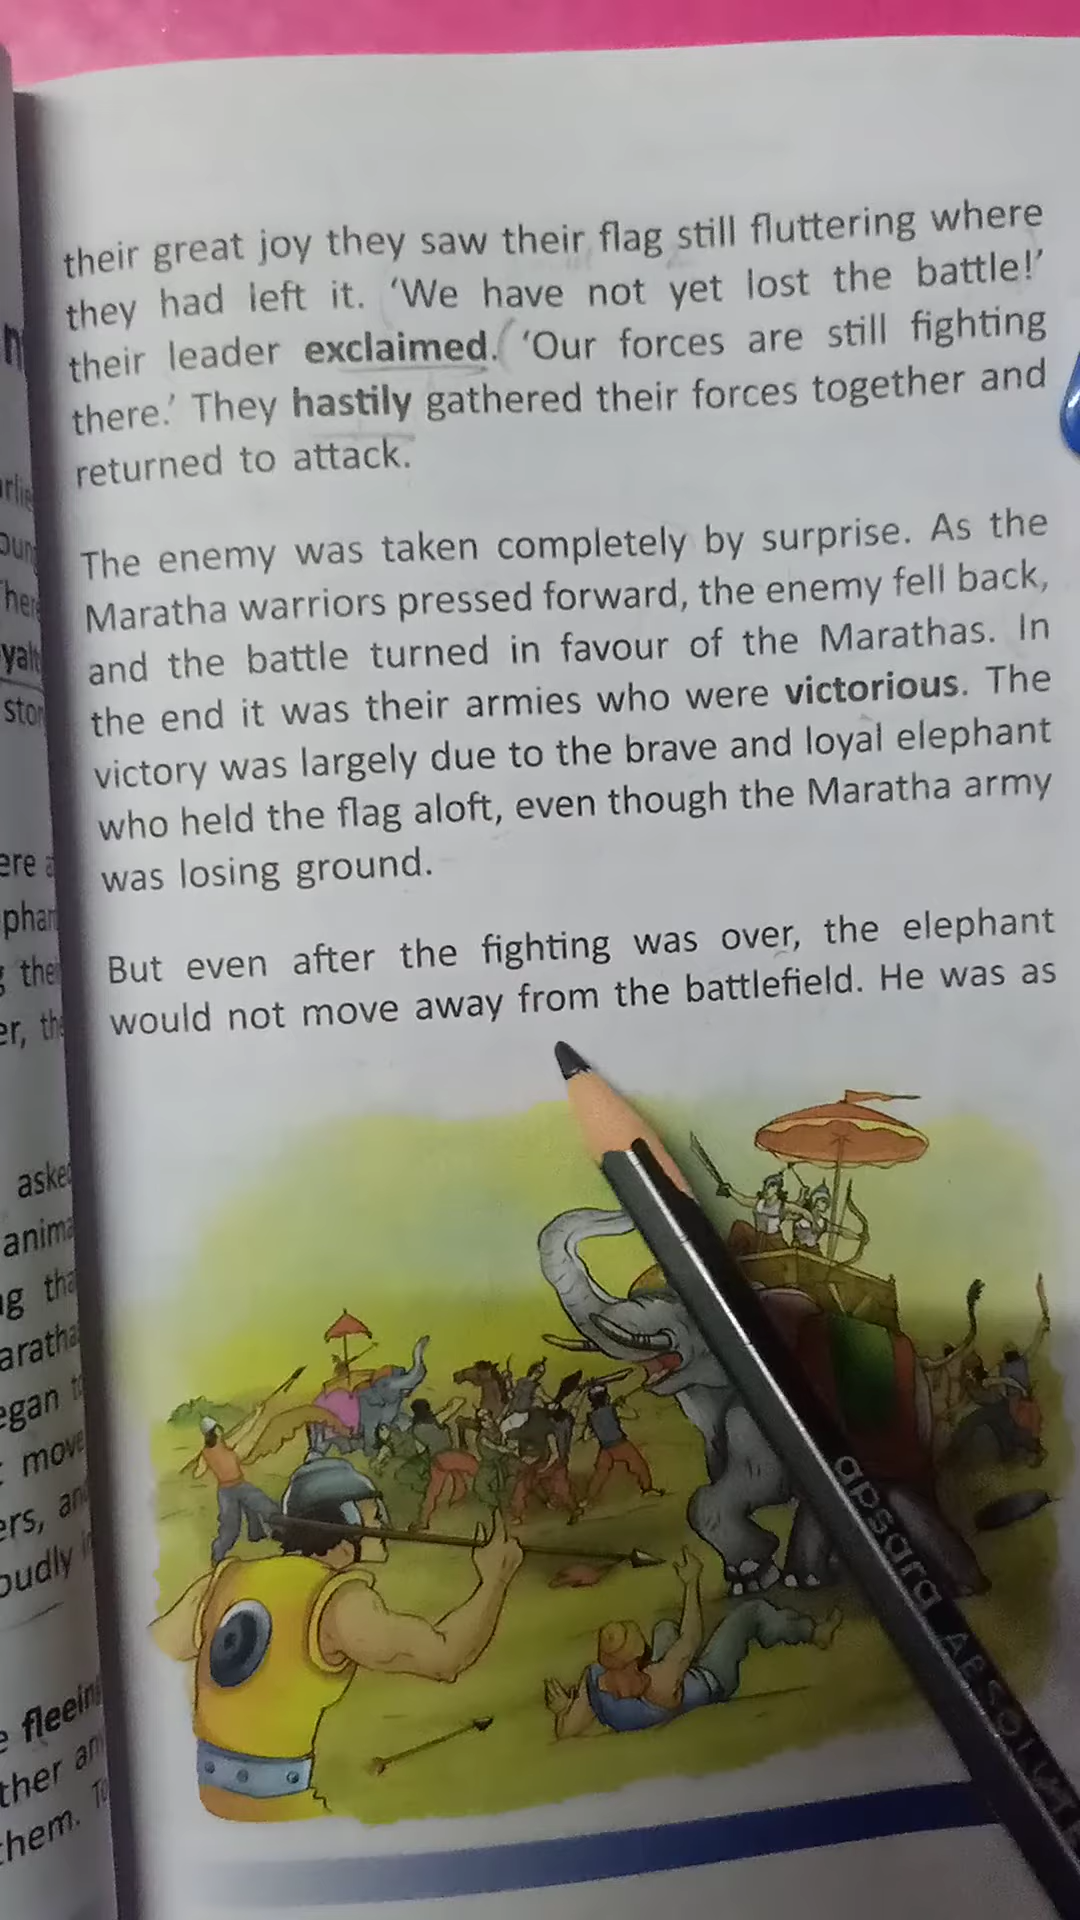 their great joy they saw their flag still fluttering where
they had left it. ‘We have not yet lost the battle!’
their leader exclaimed. ‘Our forces are still fighting
there.’ They hastily gathered their forces together and
returned to attack.
The enemy was taken completely by surprise. As the
Maratha warriors pressed forward, the enemy fell back,
and the battle turned in favour of the Marathas. In
the end it was their armies who were victorious. The
victory was largely due to the brave and loyal elephant
who held the flag aloft, even though the Maratha army
was losing ground.
But even after the fighting was over, the elephant
would not move away from the battlefield. He was as
apsara ABSOLUTE